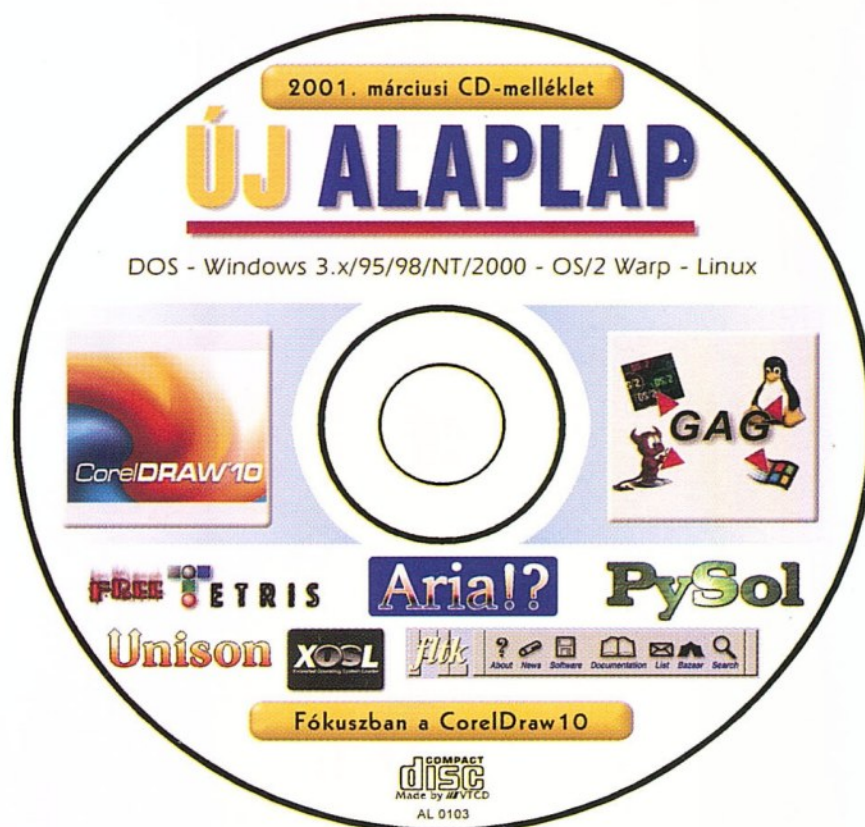 2001. márciusi CD-melléklet
ÚJ ALAPLAP
DOS - Windows 3.x/95/98/NT/2000 - OS/2 Warp - Linux
CorelDRAW 10
GAG
FREE TETRIS
Aria!?
PySol
Unison
XOSL
fltk
About News Software Documentation List Bazaar Search
Fókuszban a CorelDraw10
COMPACT
disc
Made by VTCD
AL 0103